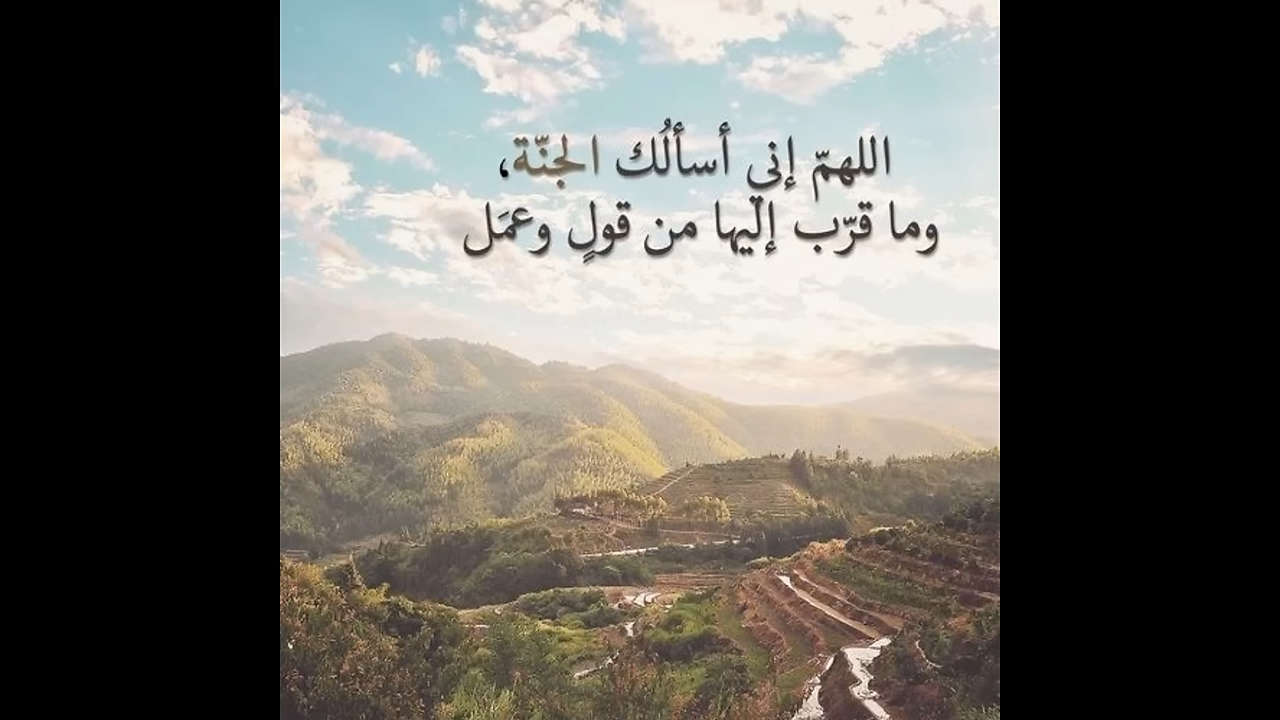 اللهمّ إني أسألُك الجنّة،
وما قرّب إليها من قولٍ وعمَل